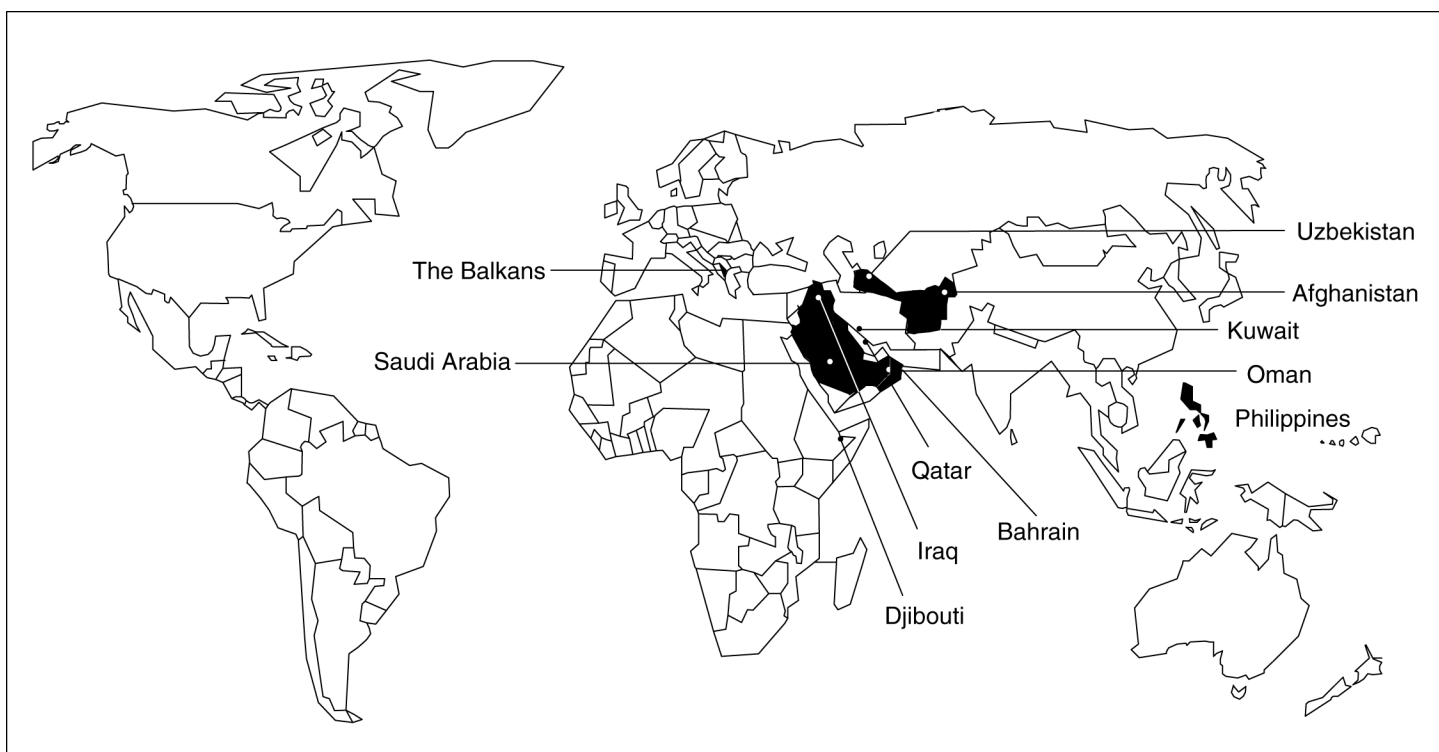 Uzbekistan
The Balkans
Afghanistan
Kuwait
Saudi Arabia
Oman
Philippines
Qatar
Bahrain
Iraq
Djibouti